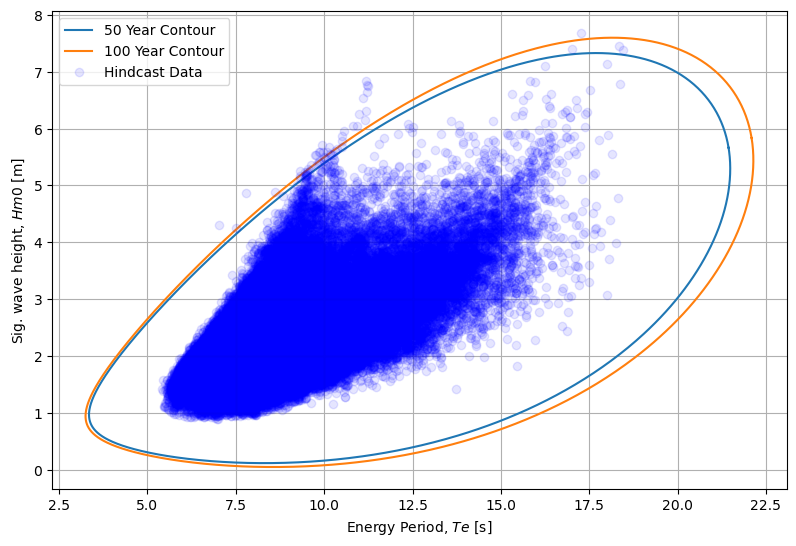 50 Year Contour
100 Year Contour
Hindcast Data
Sig. wave height, Hm0 [m]
8
7
6
5
4
3
2
1
0
2.5 5.0 7.5 10.0 12.5 15.0 17.5 20.0 22.5
Energy Period, Te [s]